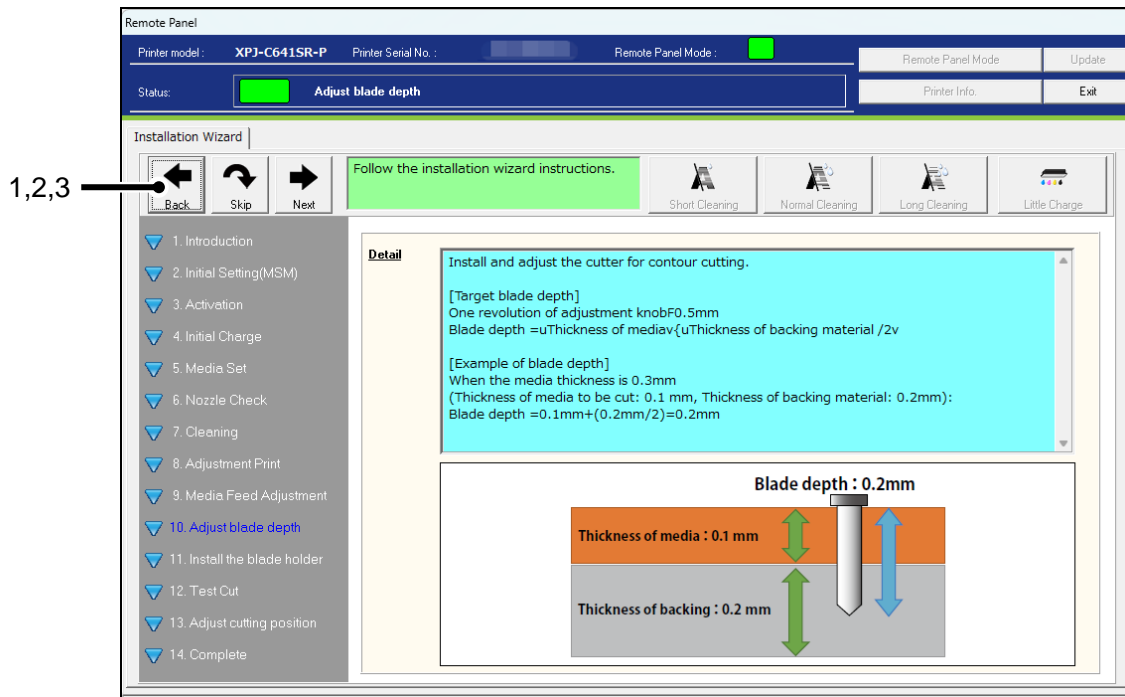 Remote Panel
Printer model : XPJ-C641SR-P Printer Serial No. : Remote Panel Mode :
Remote Panel Mode Update
Status: Adjust blade depth
Printer Info. Exit
Installation Wizard
1,2,3
Back Skip Next
Follow the installation wizard instructions.
Short Cleaning Normal Cleaning Long Cleaning Little Charge
1. Introduction
2. Initial Setting(MSM)
3. Activation
4. Initial Charge
5. Media Set
6. Nozzle Check
7. Cleaning
8. Adjustment Print
9. Media Feed Adjustment
10. Adjust blade depth
11. Install the blade holder
12. Test Cut
13. Adjust cutting position
14. Complete
Detail
Install and adjust the cutter for contour cutting.
[Target blade depth]
One revolution of adjustment knobF0.5mm
Blade depth =uThickness of mediav{uThickness of backing material /2v
[Example of blade depth]
When the media thickness is 0.3mm
(Thickness of media to be cut: 0.1 mm, Thickness of backing material: 0.2mm):
Blade depth =0.1mm+(0.2mm/2)=0.2mm
Blade depth : 0.2mm
Thickness of media : 0.1 mm
Thickness of backing : 0.2 mm